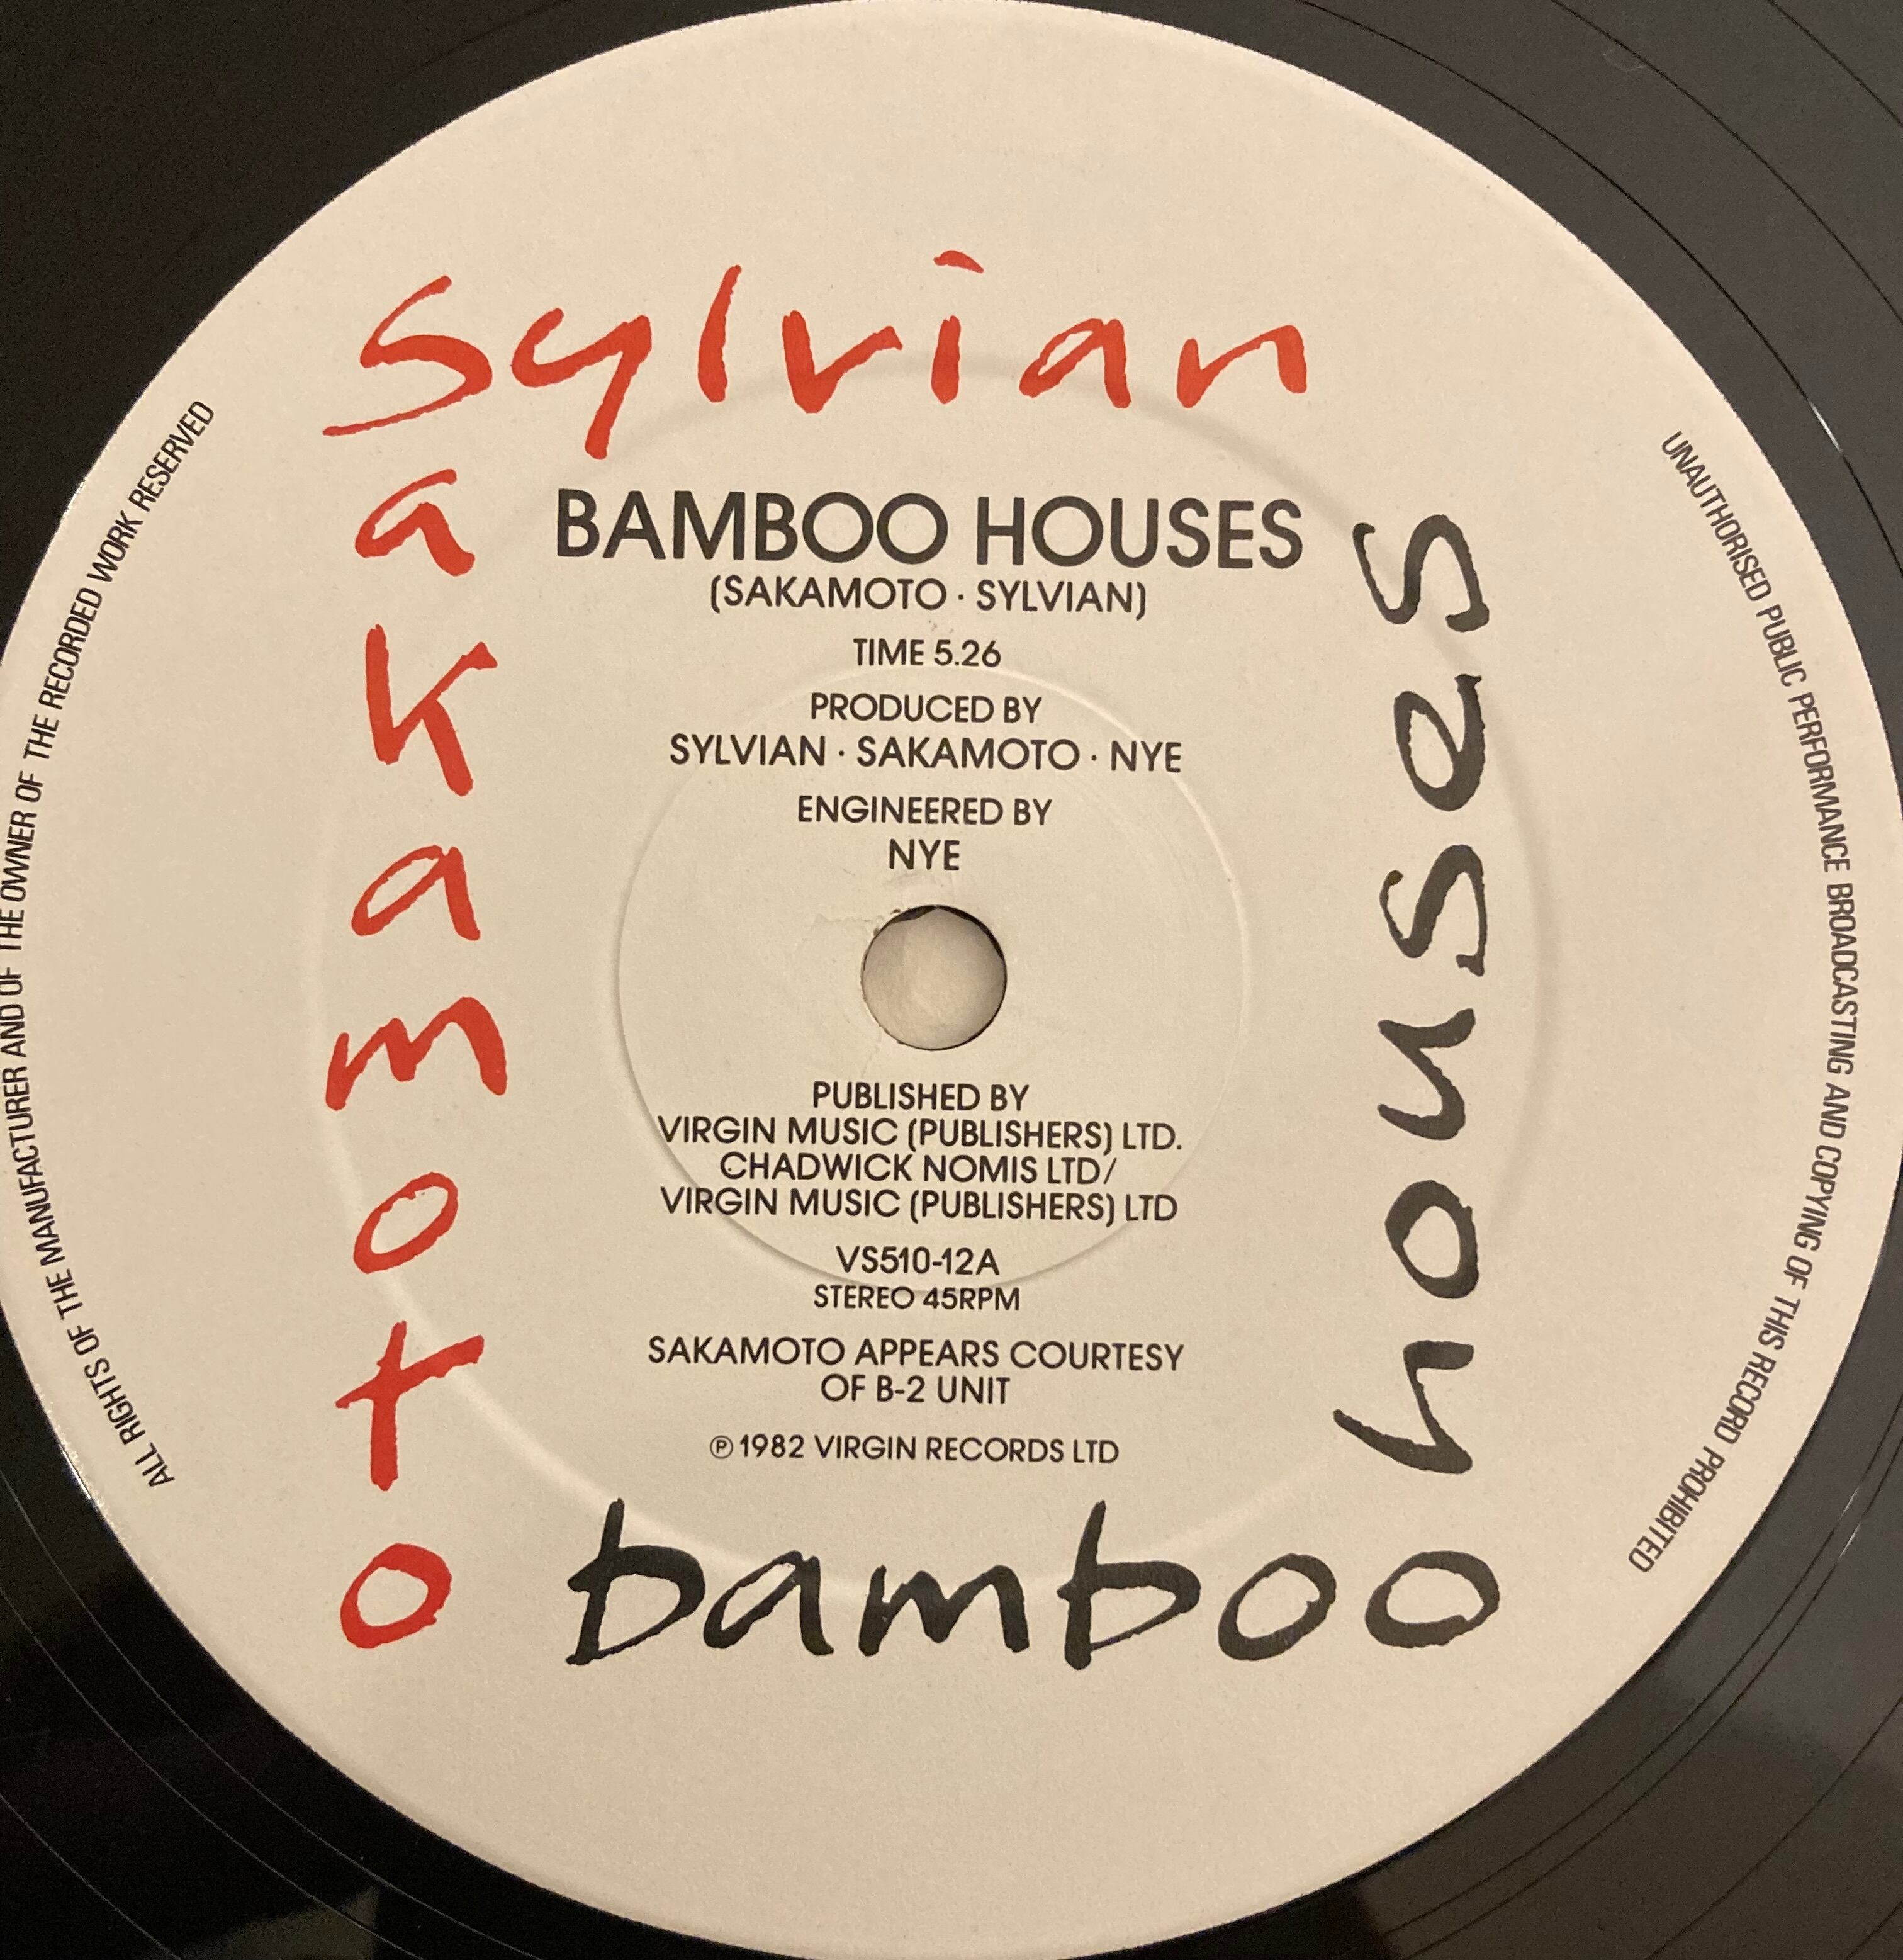 sylvian
sakamoto
BAMBOO HOUSES
(SAKAMOTO · SYLVIAN)
TIME 5.26
PRODUCED BY
SYLVIAN · SAKAMOTO · NYE
ENGINEERED BY
NYE
PUBLISHED BY
VIRGIN MUSIC (PUBLISHERS) LTD.
CHADWICK NOMIS LTD/
VIRGIN MUSIC (PUBLISHERS) LTD
VS510-12A
STEREO 45RPM
SAKAMOTO APPEARS COURTESY
OF B-2 UNIT
℗ 1982 VIRGIN RECORDS LTD
bamboo
houses
ALL RIGHTS OF THE MANUFACTURER AND OF THE OWNER OF THE RECORDED WORK RESERVED
UNAUTHORISED PUBLIC PERFORMANCE BROADCASTING AND COPYING OF THIS RECORD PROHIBITED